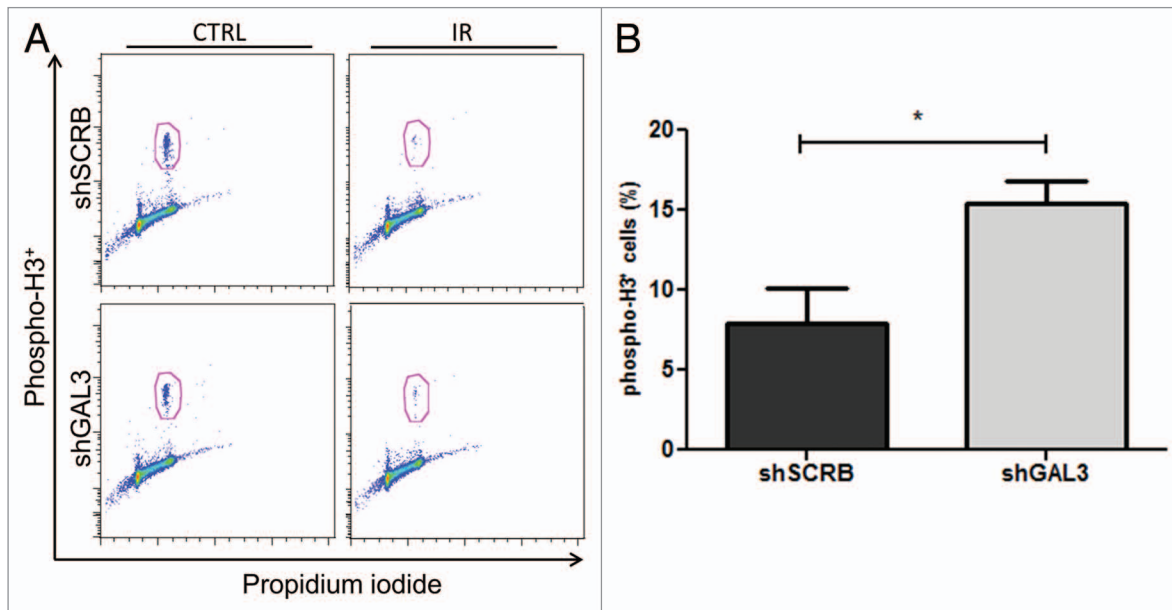 A
CTRL
IR
shSCRB
shGAL3
Phospho-H3⁺
Propidium iodide
B
*
phospho-H3⁺ cells (%)
20
15
10
5
0
shSCRB
shGAL3